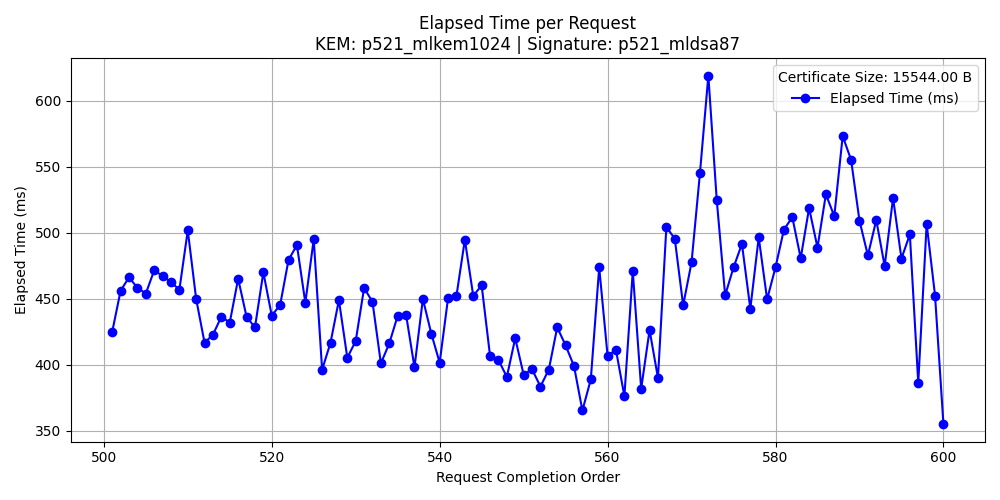 Elapsed Time per Request
KEM: p521_mlkem1024 | Signature: p521_mldsa87
Certificate Size: 15544.00 B
Elapsed Time (ms)
Elapsed Time (ms)
600
550
500
450
400
350
500 520 540 560 580 600
Request Completion Order